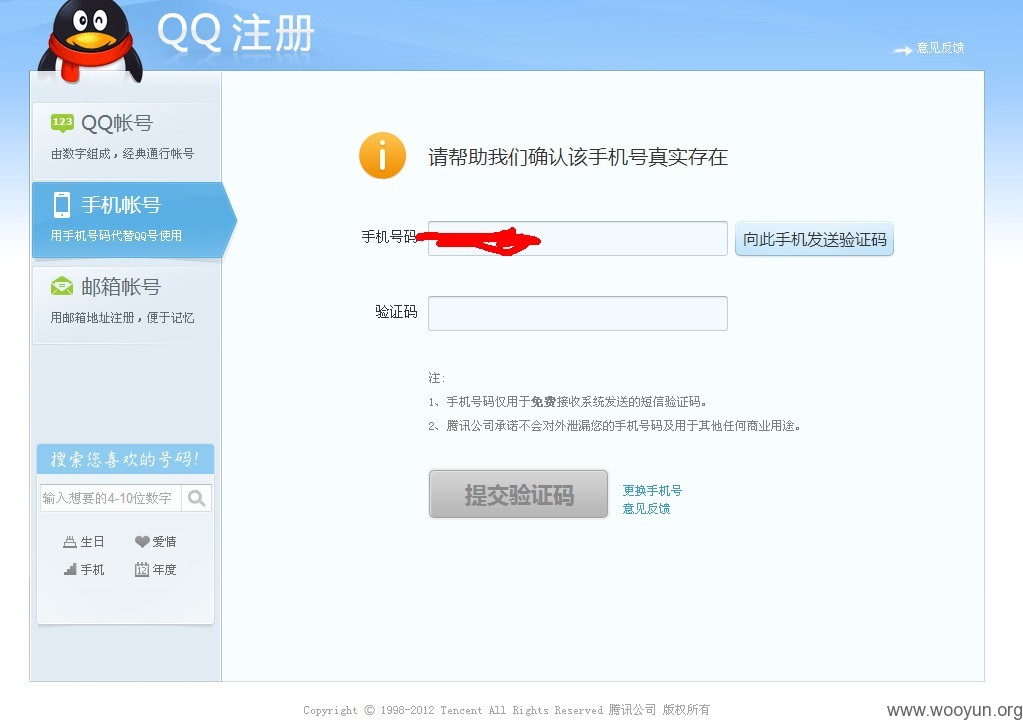 QQ 注册
意见反馈
123 QQ帐号
由数字组成，经典通行帐号
手机帐号
用手机号码代替QQ号使用
邮箱帐号
用邮箱地址注册，便于记忆
请帮助我们确认该手机号真实存在
手机号码 向此手机发送验证码
验证码
注：
1、手机号码仅用于免费接收系统发送的短信验证码。
2、腾讯公司承诺不会对外泄漏您的手机号码及用于其他任何商业用途。
提交验证码
更换手机号
意见反馈
搜索您喜欢的号码!
输入想要的4-10位数字
生日 爱情
手机 12 年度
Copyright © 1998-2012 Tencent All Rights Reserved 腾讯公司 版权所有
www.wooyun.org